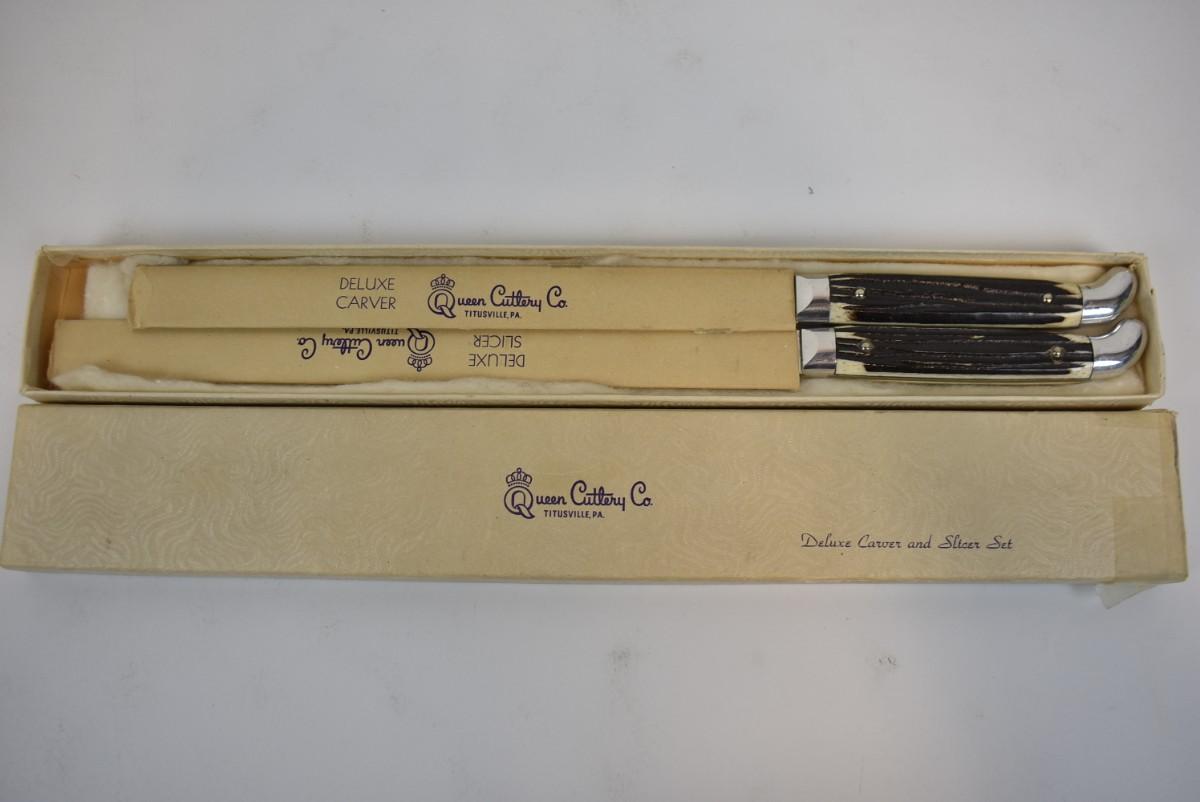 DELUXE
CARVER
Queen Cutlery Co.
TITUSVILLE, PA.
DELUXE
SLICER
Queen Cutlery Co.
TITUSVILLE, PA.
Queen Cutlery Co.
TITUSVILLE, PA.
Deluxe Carver and Slicer Set